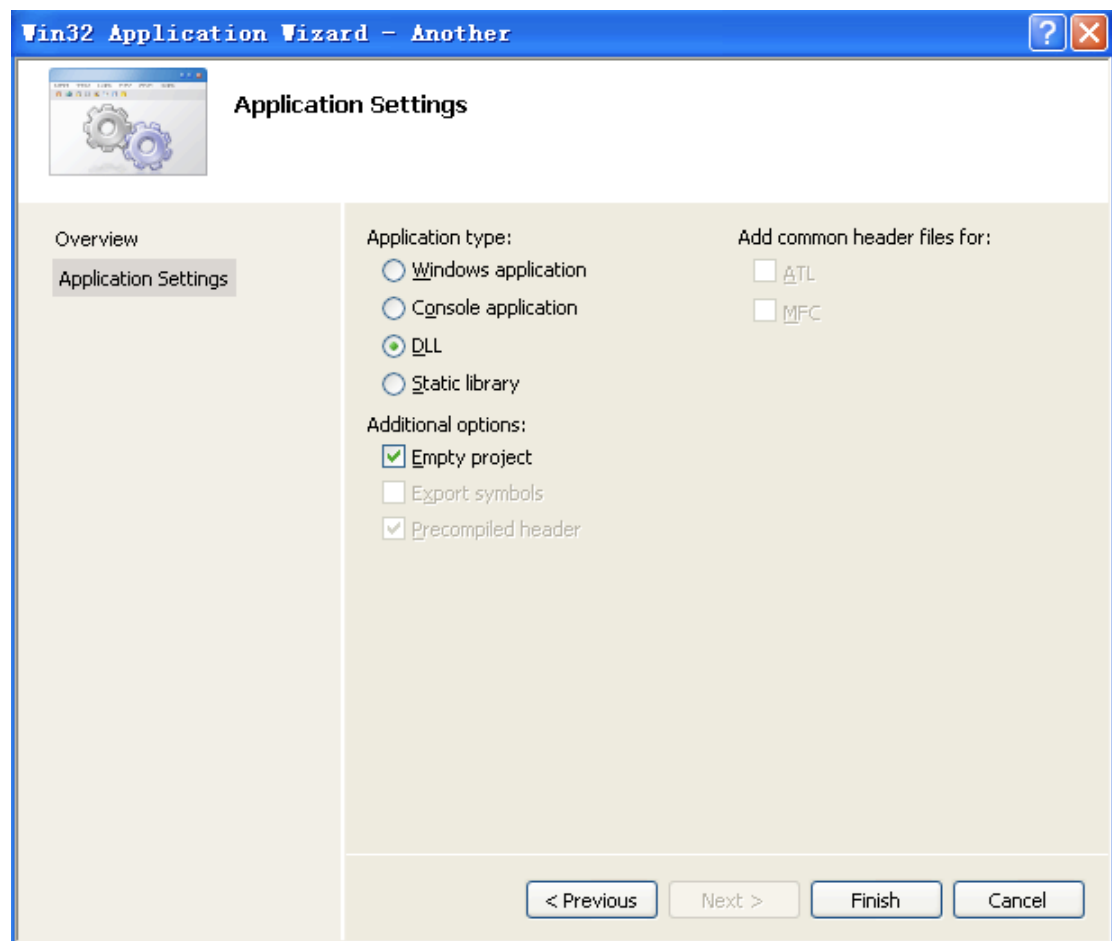 Win32 Application Wizard - Another
Application Settings
Overview
Application Settings
Application type:
Windows application
Console application
DLL
Static library
Additional options:
Empty project
Export symbols
Precompiled header
Add common header files for:
ATL
MFC
< Previous
Next >
Finish
Cancel